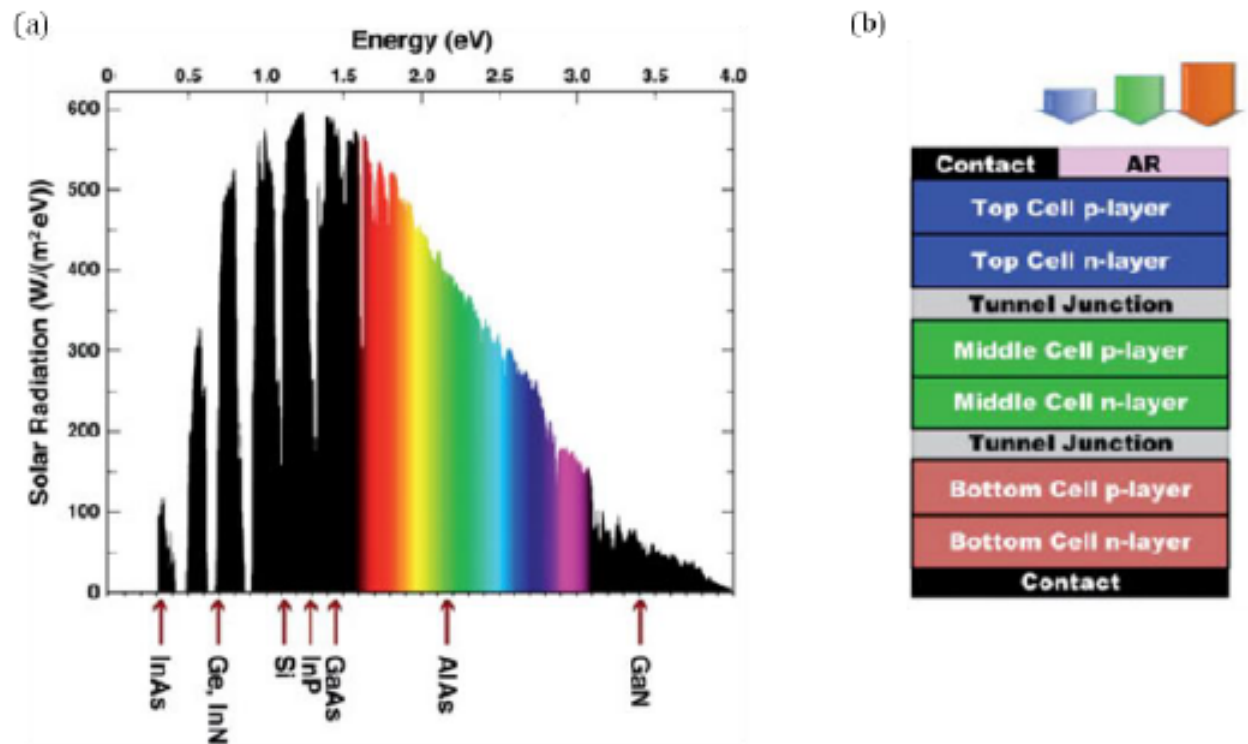 (a)
Energy (eV)
0 0.5 1.0 1.5 2.0 2.5 3.0 3.5 4.0
Solar Radiation (W/(m²eV))
600
500
400
300
200
100
0
InAs
Ge, InN
Si
InP
GaAs
AlAs
GaN
(b)
Contact AR
Top Cell p-layer
Top Cell n-layer
Tunnel Junction
Middle Cell p-layer
Middle Cell n-layer
Tunnel Junction
Bottom Cell p-layer
Bottom Cell n-layer
Contact